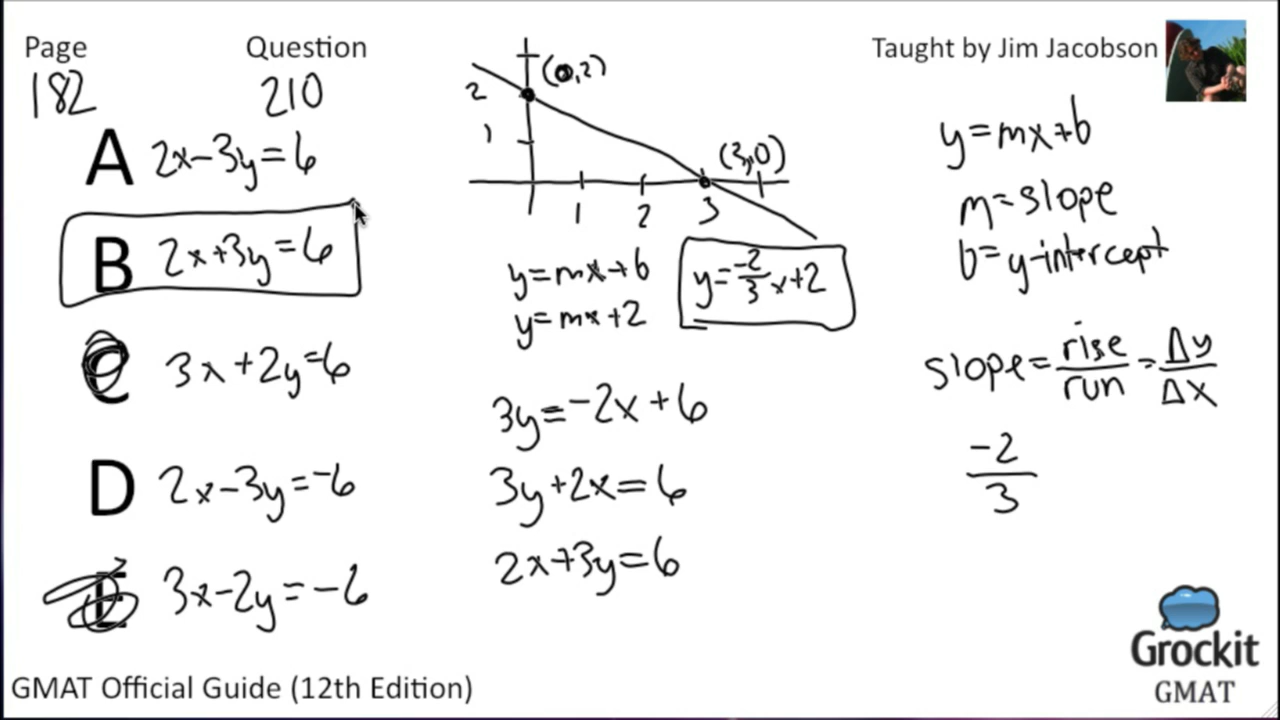 Page
Question
Taught by Jim Jacobson
182
210
A 2x-3y=6
B 2x+3y=6
C 3x+2y=6
D 2x-3y=-6
E 3x-2y=-6
(0,2)
2
1
(3,0)
1 2 3
y=mx+b
y=mx+2
y=-2/3 x+2
3y=-2x+6
3y+2x=6
2x+3y=6
y=mx+b
m=slope
b=y-intercept
slope=rise/run=Δy/Δx
-2/3
Grockit
GMAT
GMAT Official Guide (12th Edition)